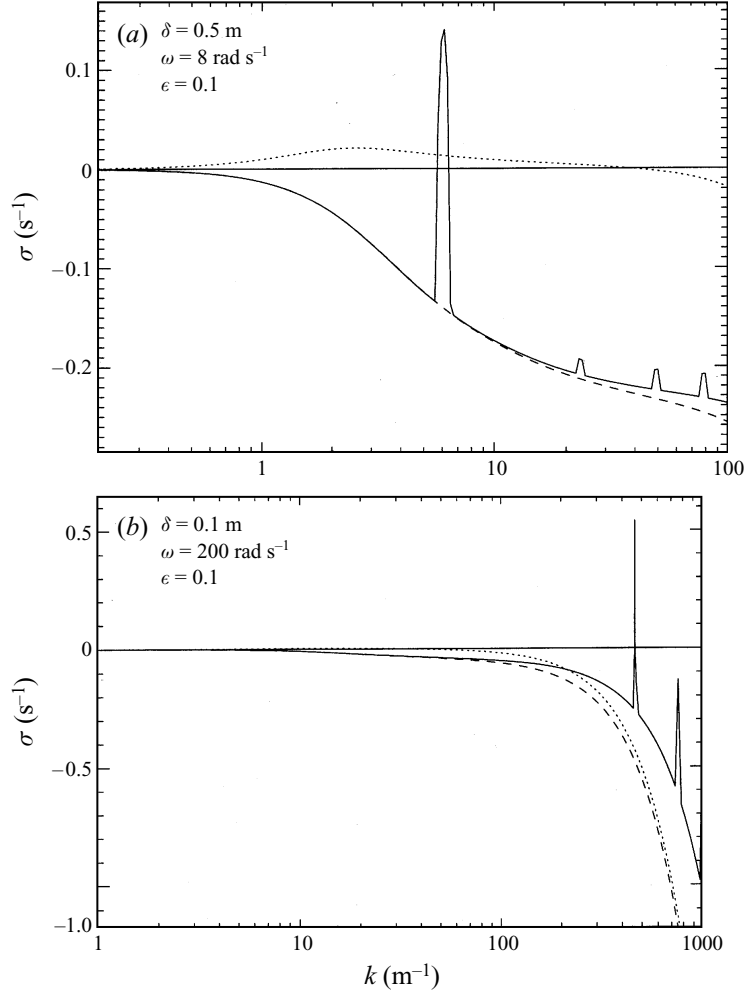 (a) δ = 0.5 m
ω = 8 rad s⁻¹
ϵ = 0.1
0.1
0
−0.1
−0.2
σ (s⁻¹)
1 10 100
(b) δ = 0.1 m
ω = 200 rad s⁻¹
ϵ = 0.1
0.5
0
−0.5
−1.0
σ (s⁻¹)
1 10 100 1000
k (m⁻¹)